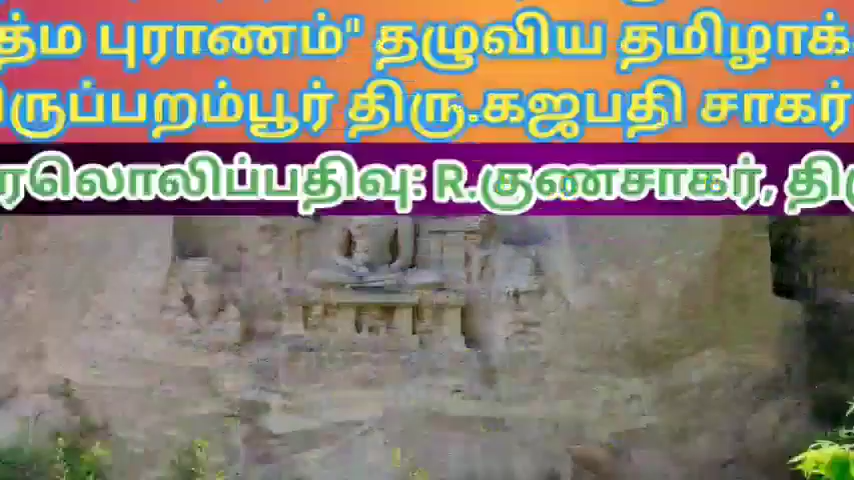 த்ம புராணம்" தழுவிய தமிழாக்
ருப்பறம்பூர் திரு.கஜபதி சாகர்
ரலொலிப்பதிவு: R.குணசாகர், திரு